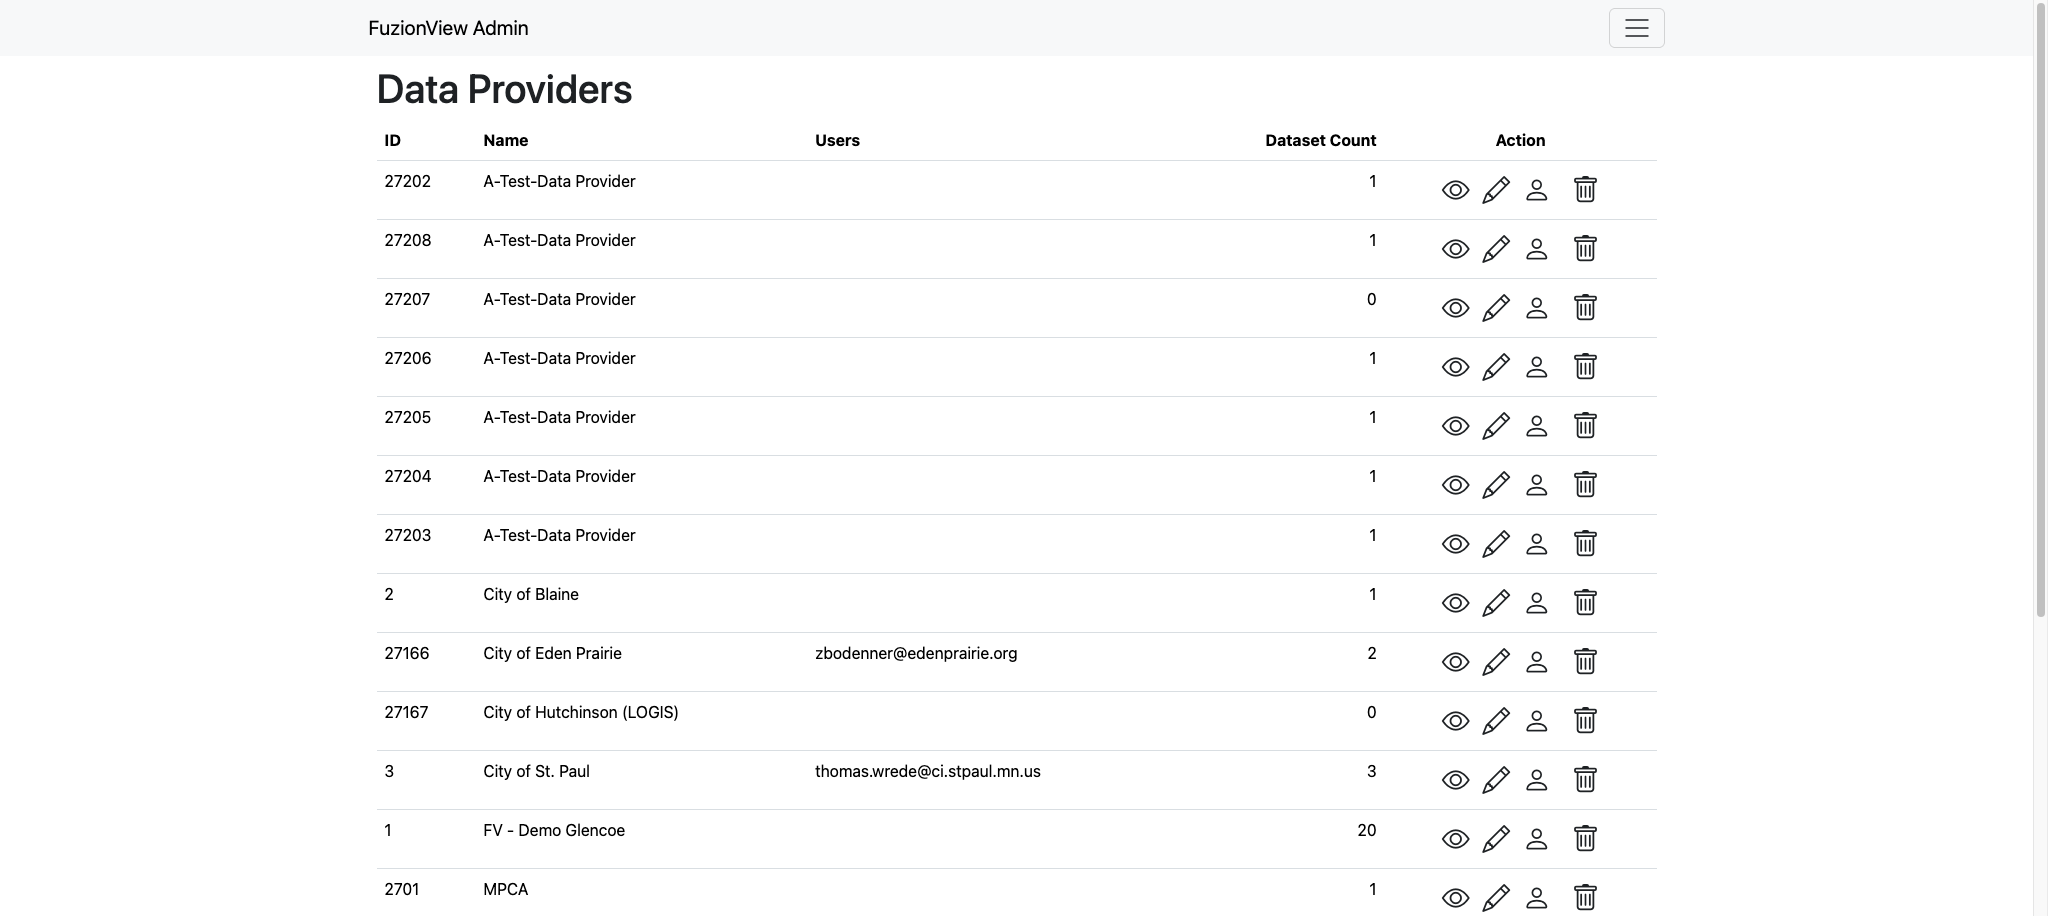 FuzionView Admin
Data Providers
ID Name Users Dataset Count Action
27202 A-Test-Data Provider 1
27208 A-Test-Data Provider 1
27207 A-Test-Data Provider 0
27206 A-Test-Data Provider 1
27205 A-Test-Data Provider 1
27204 A-Test-Data Provider 1
27203 A-Test-Data Provider 1
2 City of Blaine 1
27166 City of Eden Prairie zbodenner@edenprairie.org 2
27167 City of Hutchinson (LOGIS) 0
3 City of St. Paul thomas.wrede@ci.stpaul.mn.us 3
1 FV - Demo Glencoe 20
2701 MPCA 1